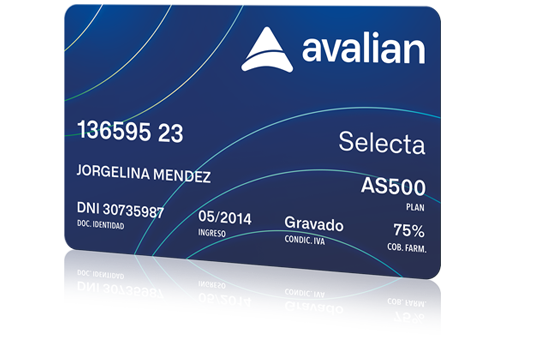 avalian
136595 23
Selecta
JORGELINA MENDEZ
AS500
PLAN
DNI 30735987
DOC. IDENTIDAD
05/2014
INGRESO
Gravado
CONDIC. IVA
75%
COB. FARM.